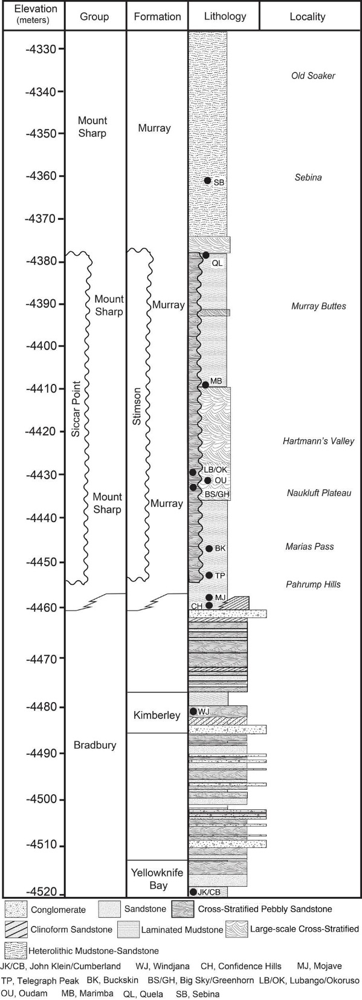 Elevation
(meters)
Group
Formation
Lithology
Locality
-4330
Old Soaker
-4340
Mount
Sharp
Murray
-4350
-4360
SB
Sebina
-4370
-4380
QL
-4390
Mount
Sharp
Murray
Murray Buttes
-4400
MB
-4410
Siccar Point
Stimson
-4420
Hartmann's Valley
-4430
LB/OK
OU
BS/GH
Naukluft Plateau
Mount
Sharp
Murray
-4440
BK
Marias Pass
-4450
TP
Pahrump Hills
MJ
CH
-4460
-4470
-4480
WJ
Kimberley
Bradbury
-4490
-4500
-4510
Yellowknife
Bay
-4520
JK/CB
Conglomerate
Sandstone
Cross-Stratified Pebbly Sandstone
Clinoform Sandstone
Laminated Mudstone
Large-scale Cross-Stratified
Heterolithic Mudstone-Sandstone
JK/CB, John Klein/Cumberland WJ, Windjana CH, Confidence Hills MJ, Mojave
TP, Telegraph Peak BK, Buckskin BS/GH, Big Sky/Greenhorn LB/OK, Lubango/Okoruso
OU, Oudam MB, Marimba QL, Quela SB, Sebina